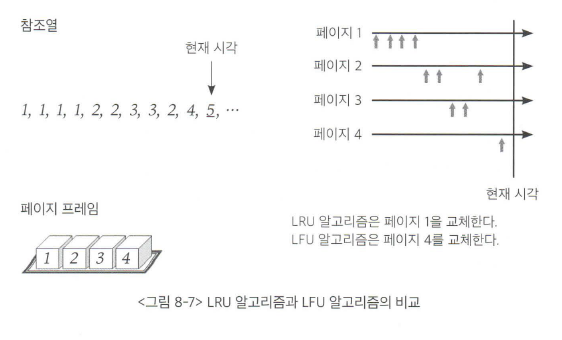 참조열
현재 시각
1, 1, 1, 1, 2, 2, 3, 3, 2, 4, 5, ⋯
페이지 프레임
1 2 3 4
페이지 1
페이지 2
페이지 3
페이지 4
현재 시각
LRU 알고리즘은 페이지 1을 교체한다.
LFU 알고리즘은 페이지 4를 교체한다.
<그림 8-7> LRU 알고리즘과 LFU 알고리즘의 비교